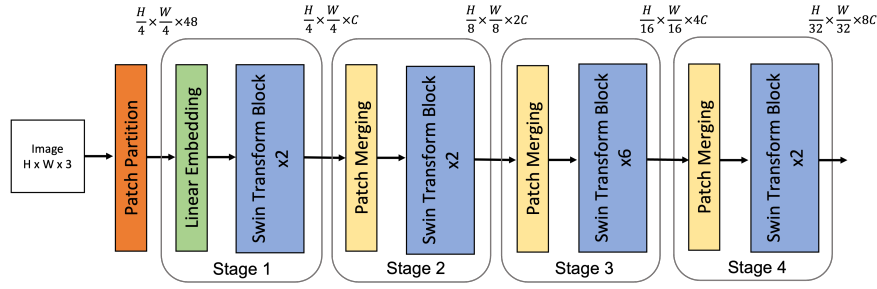 H/4 × W/4 ×48
H/4 × W/4 ×C
H/8 × W/8 ×2C
H/16 × W/16 ×4C
H/32 × W/32 ×8C
Image
H x W x 3
Patch Partition
Linear Embedding
Swin Transform Block
x2
Stage 1
Patch Merging
Swin Transform Block
x2
Stage 2
Patch Merging
Swin Transform Block
x6
Stage 3
Patch Merging
Swin Transform Block
x2
Stage 4